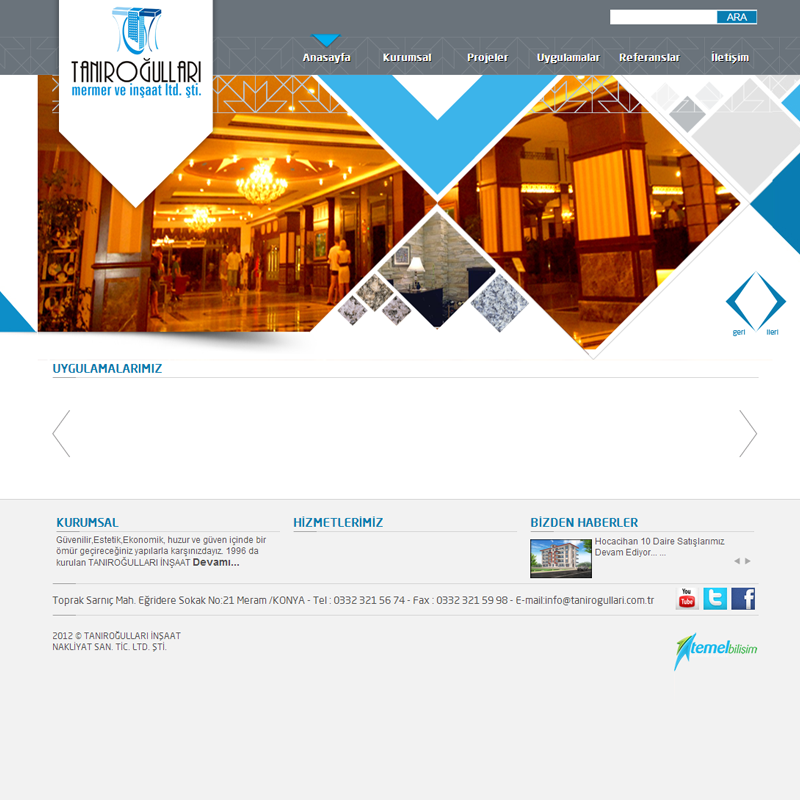 ARA
TANIROĞULLARI
mermer ve inşaat ltd. şti.
Anasayfa Kurumsal Projeler Uygulamalar Referanslar İletişim
geri ileri
UYGULAMALARIMIZ
KURUMSAL
Güvenilir,Estetik,Ekonomik, huzur ve güven içinde bir
ömür geçireceğiniz yapılarla karşınızdayız. 1996 da
kurulan TANIROĞULLARI İNŞAAT Devamı...
HİZMETLERİMİZ
BİZDEN HABERLER
Hocacihan 10 Daire Satışlarımız
Devam Ediyor... ...
Toprak Sarnıç Mah. Eğridere Sokak No:21 Meram /KONYA - Tel : 0332 321 56 74 - Fax : 0332 321 59 98 - E-mail:info@tanirogullari.com.tr
You
Tube
2012 © TANIROĞULLARI İNŞAAT
NAKLİYAT SAN. TİC. LTD. ŞTİ.
temelbilişim